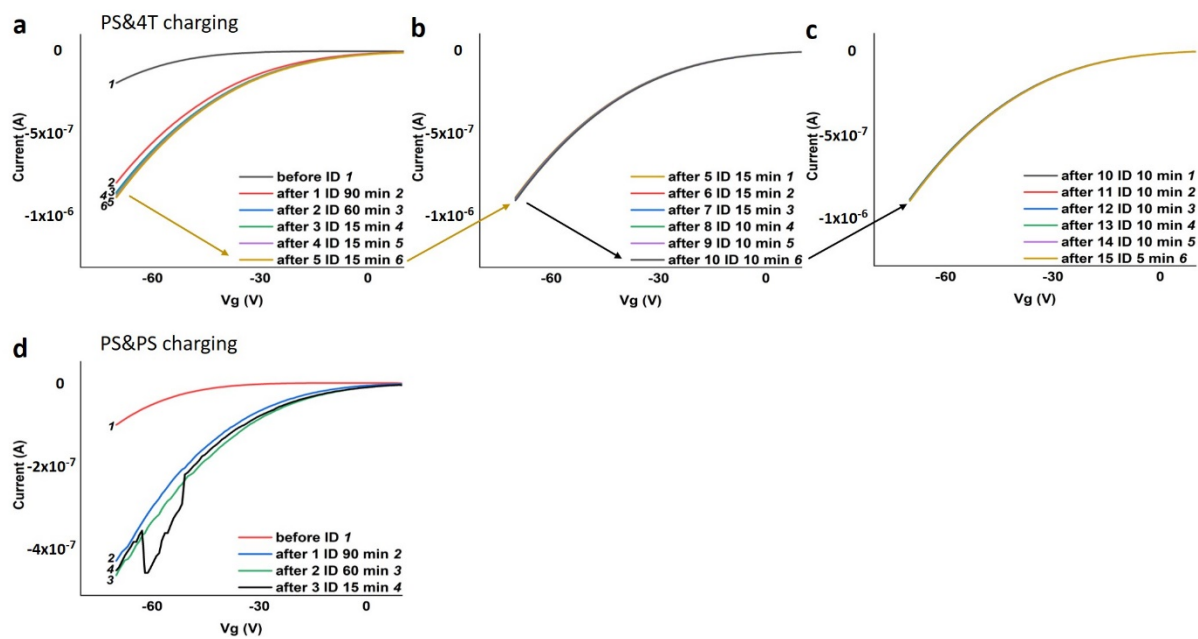 PS&4T charging
a
0
-5x10⁻⁷
-1x10⁻⁶
Current (A)
1
2
3
4 5
6
before ID 1
after 1 ID 90 min 2
after 2 ID 60 min 3
after 3 ID 15 min 4
after 4 ID 15 min 5
after 5 ID 15 min 6
-60
-30
0
Vg (V)
b
0
-5x10⁻⁷
-1x10⁻⁶
Current (A)
after 5 ID 15 min 1
after 6 ID 15 min 2
after 7 ID 15 min 3
after 8 ID 10 min 4
after 9 ID 10 min 5
after 10 ID 10 min 6
-60
-30
0
Vg (V)
c
0
-5x10⁻⁷
-1x10⁻⁶
Current (A)
after 10 ID 10 min 1
after 11 ID 10 min 2
after 12 ID 10 min 3
after 13 ID 10 min 4
after 14 ID 10 min 5
after 15 ID 5 min 6
-60
-30
0
Vg (V)
d
PS&PS charging
0
-2x10⁻⁷
-4x10⁻⁷
Current (A)
1
2
4
3
before ID 1
after 1 ID 90 min 2
after 2 ID 60 min 3
after 3 ID 15 min 4
-60
-30
0
Vg (V)